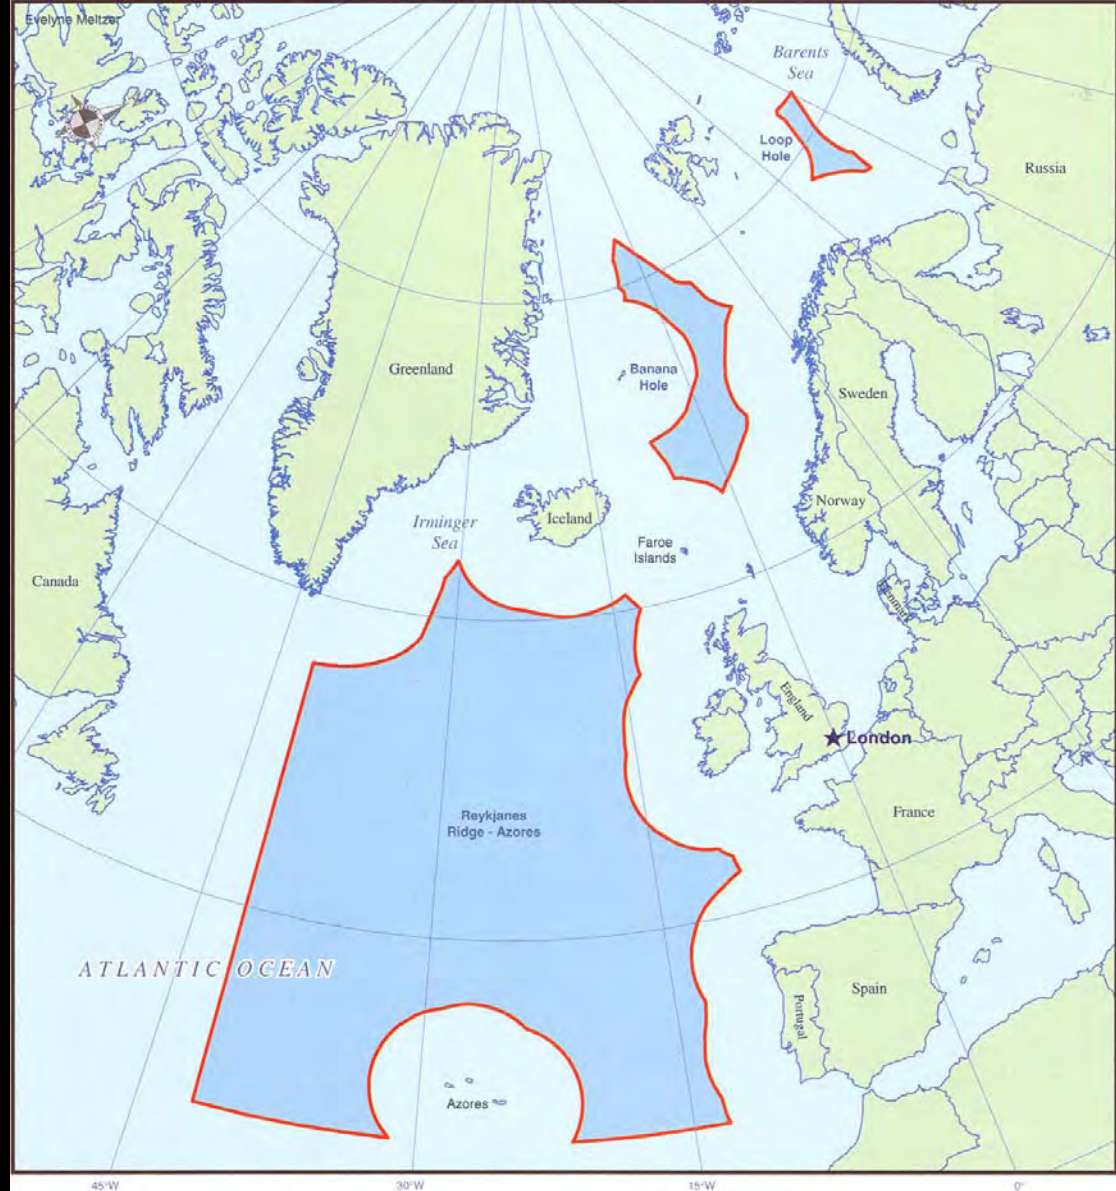 Evelyne Meltzer
Barents
Sea
Loop
Hole
Russia
Greenland
Banana
Hole
Sweden
Norway
Iceland
Irminger
Sea
Faroe
Islands
Canada
Denmark
England
London
Reykjanes
Ridge - Azores
France
ATLANTIC OCEAN
Spain
Portugal
Azores
45°W
30°W
15°W
0°